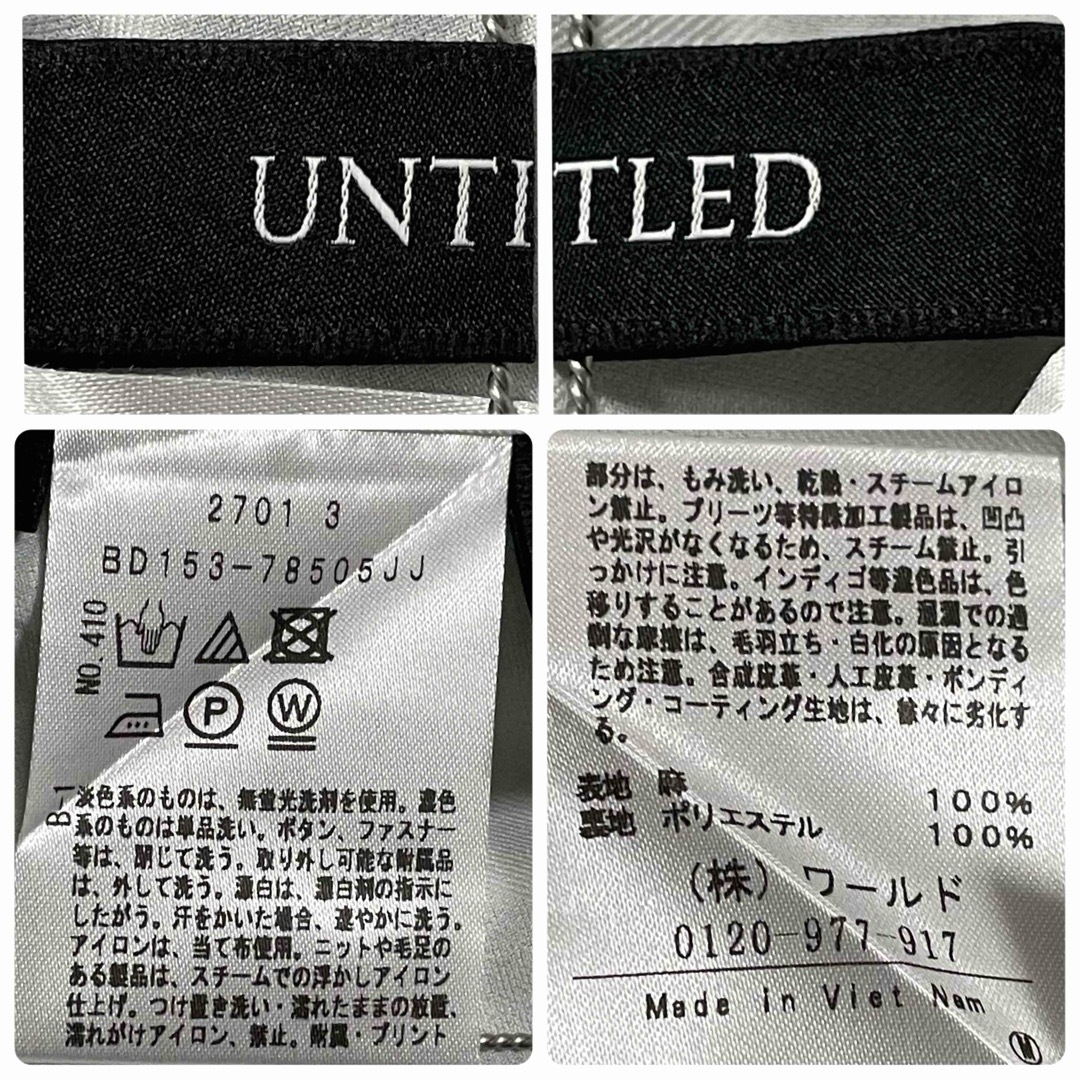 UNTITLED
2701 3
BD153-78505JJ
NO.410
P
W
B-1
淡色系のものは、無蛍光洗剤を使用。濃色
系のものは単品洗い。ボタン、ファスナー
等は、閉じて洗う。取り外し可能な附属品
は、外して洗う。漂白は、漂白剤の指示に
したがう。汗をかいた場合、速やかに洗う。
アイロンは、当て布使用。ニットや毛足の
ある製品は、スチームでの浮かしアイロン
仕上げ。つけ置き洗い・濡れたままの放置、
濡れがけアイロン、禁止。附属・プリント
部分は、もみ洗い、乾熱・スチームアイロ
ン禁止。プリーツ等特殊加工製品は、凹凸
や光沢がなくなるため、スチーム禁止。引
っかけに注意。インディゴ等濃色品は、色
移りすることがあるので注意。湿潤での過
剰な摩擦は、毛羽立ち・白化の原因となる
ため注意。合成皮革・人工皮革・ボンディ
ング・コーティング生地は、徐々に劣化す
る。
表地 麻 100%
裏地 ポリエステル 100%
(株)ワールド
0120-977-917
Made in Viet Nam
M